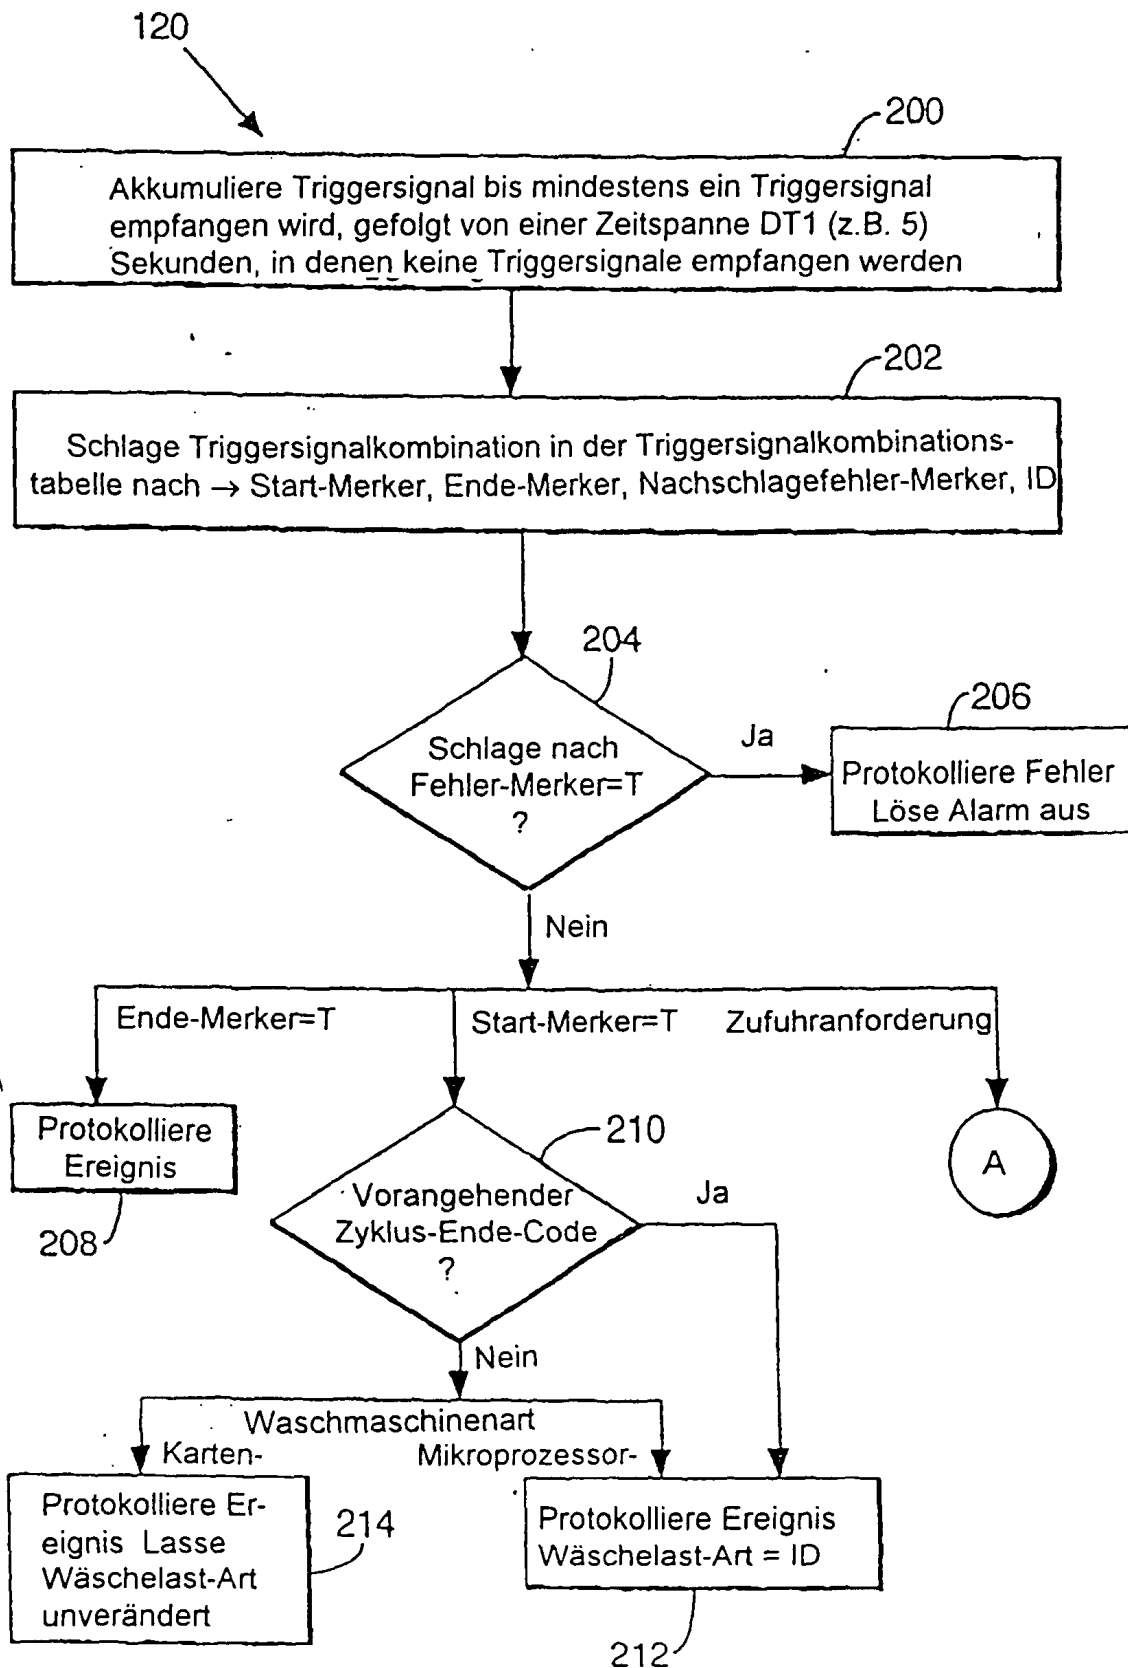 120
200
Akkumuliere Triggersignal bis mindestens ein Triggersignal
empfangen wird, gefolgt von einer Zeitspanne DT1 (z.B. 5)
Sekunden, in denen keine Triggersignale empfangen werden
202
Schlage Triggersignalkombination in der Triggersignalkombinations-
tabelle nach → Start-Merker, Ende-Merker, Nachschlagefehler-Merker, ID
204
Schlage nach
Fehler-Merker=T
?
Ja
206
Protokolliere Fehler
Löse Alarm aus
Nein
Ende-Merker=T
Start-Merker=T
Zufuhranforderung
Protokolliere
Ereignis
208
210
Vorangehender
Zyklus-Ende-Code
?
Ja
A
Nein
Waschmaschinenart
Karten-
Mikroprozessor-
Protokolliere Er-
eignis Lasse
Wäschelast-Art
unverändert
214
Protokolliere Ereignis
Wäschelast-Art = ID
212